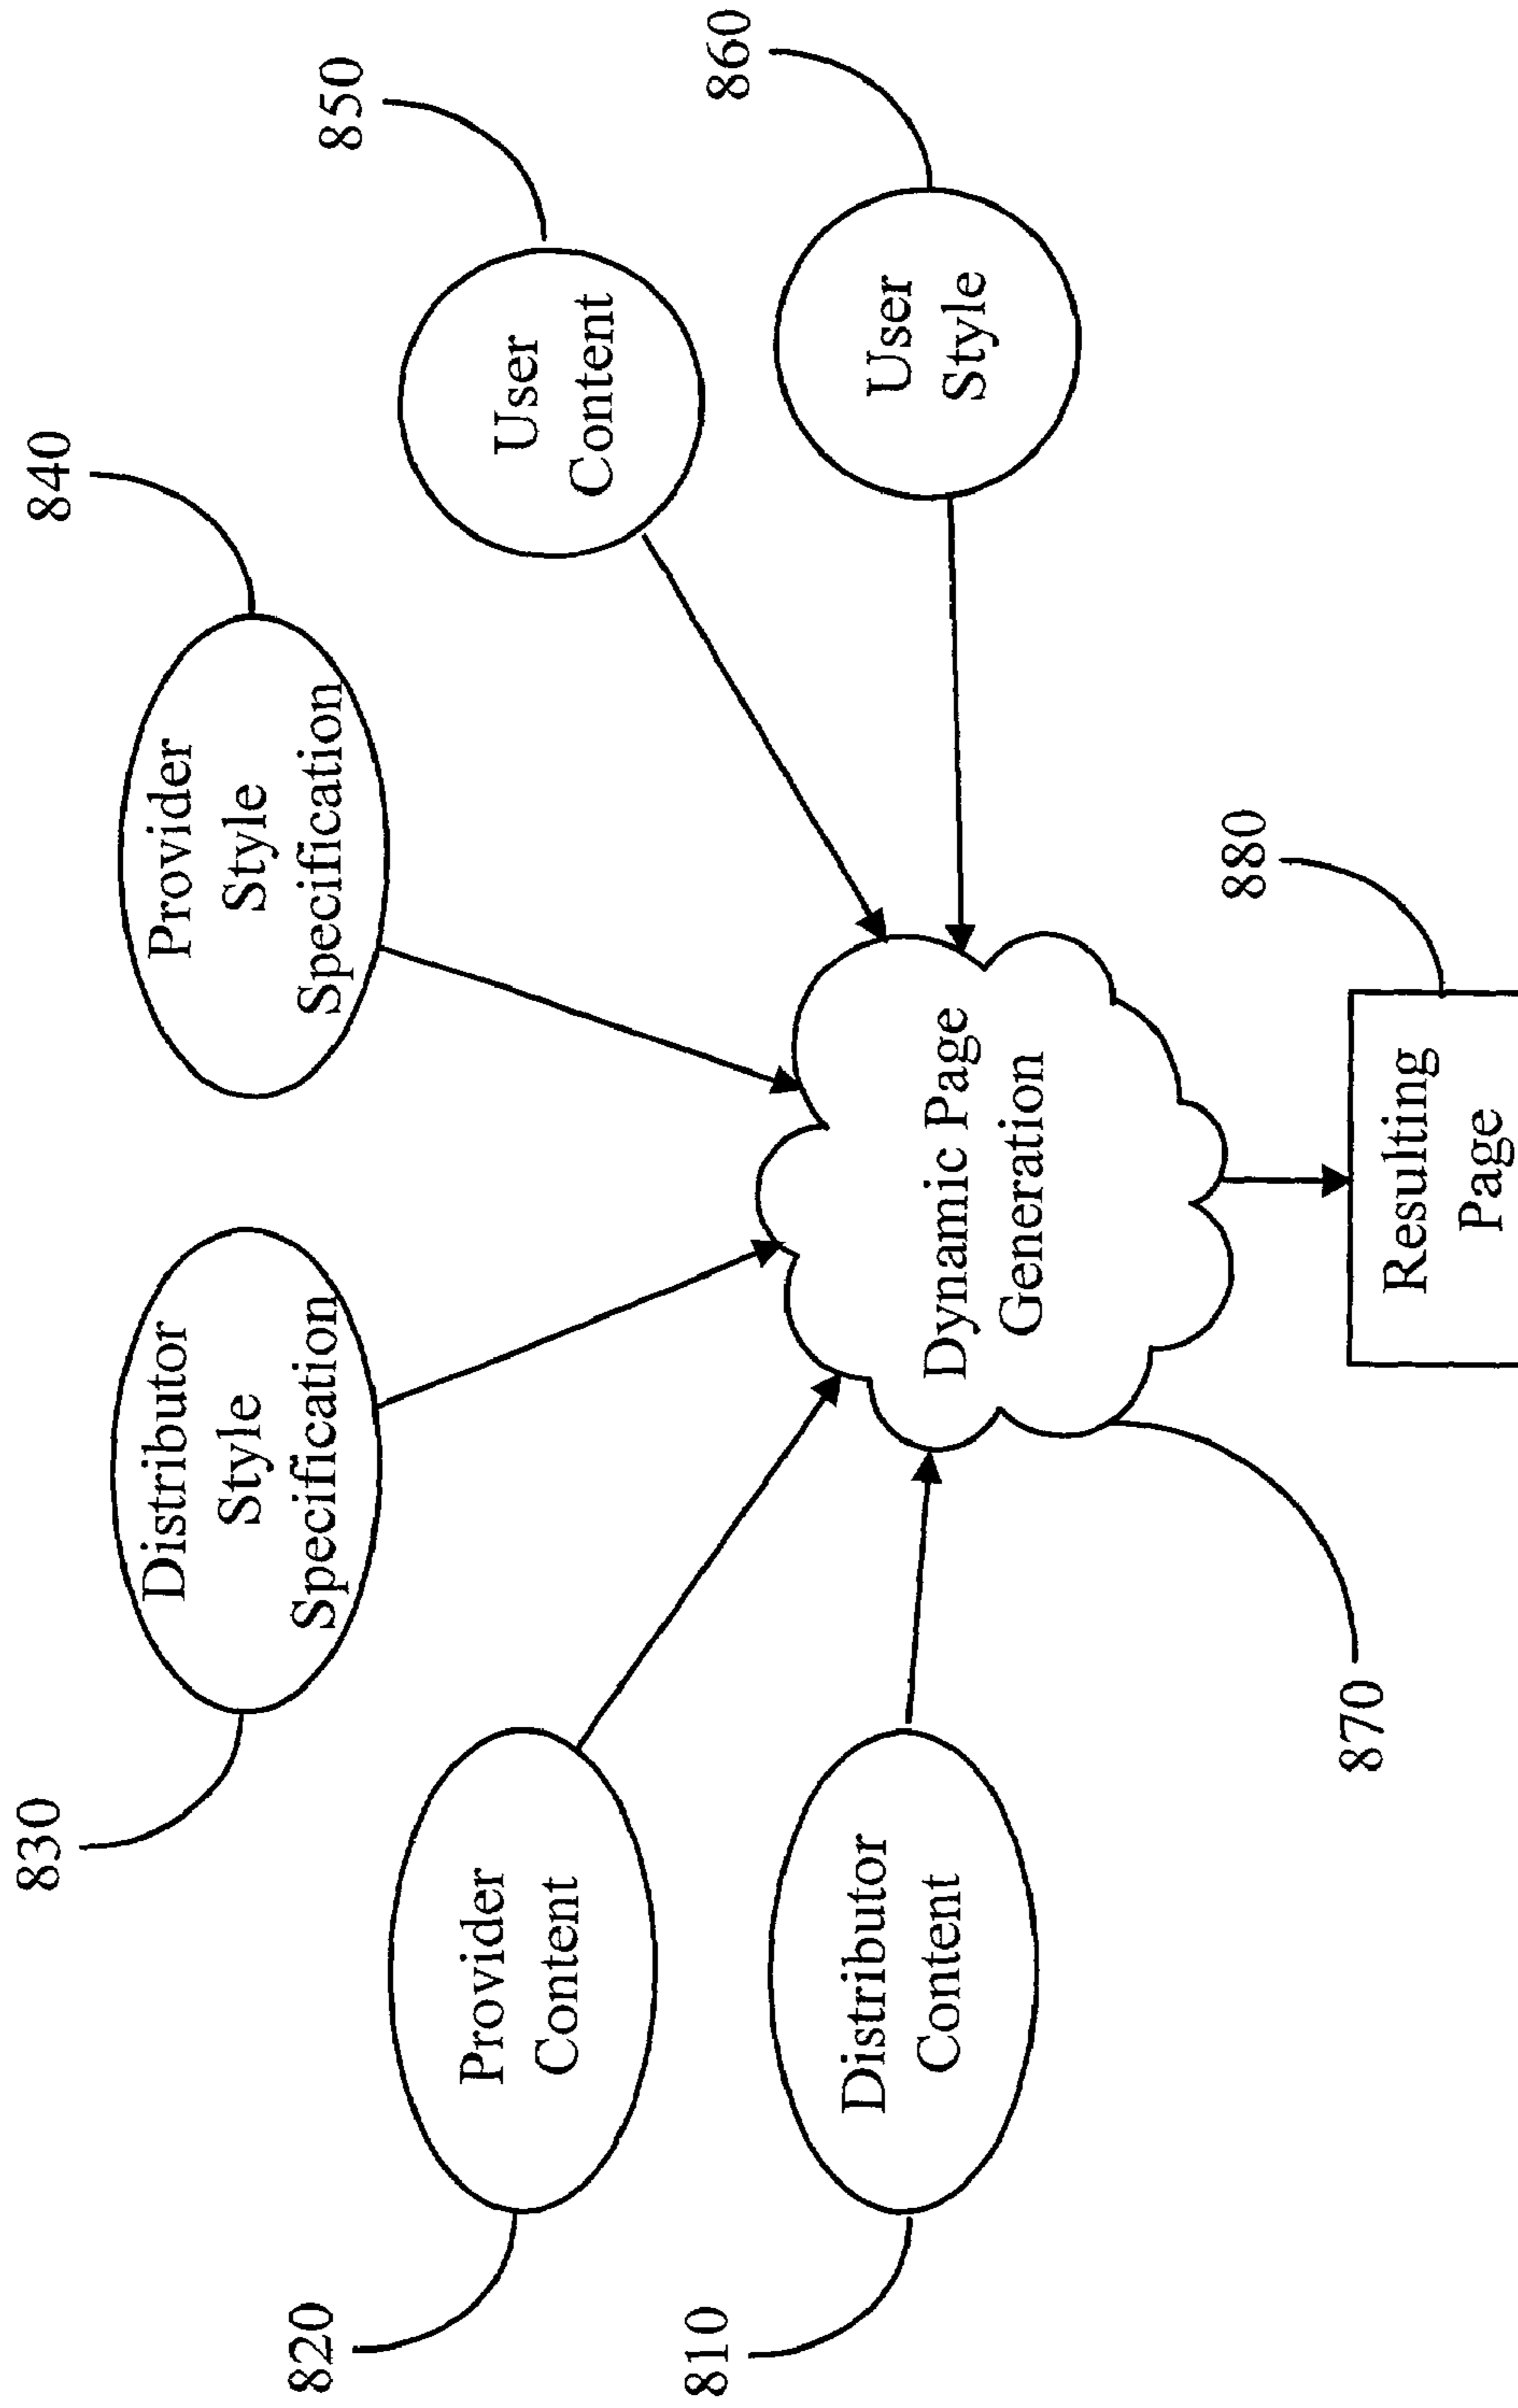 830
840
Distributor
Style
Specification
Provider
Style
Specification
820
850
Provider
Content
User
Content
810
860
Distributor
Content
User
Style
Dynamic Page
Generation
870
880
Resulting
Page